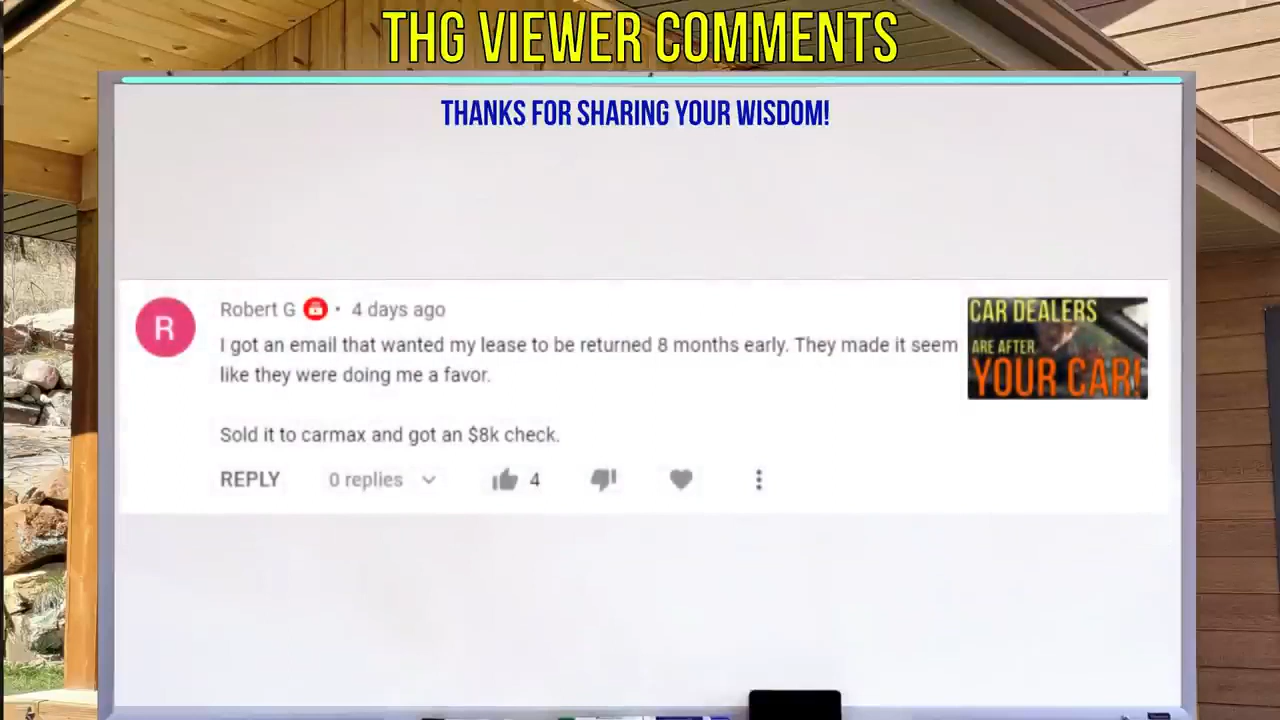 THG VIEWER COMMENTS
THANKS FOR SHARING YOUR WISDOM!
R
Robert G • 4 days ago
I got an email that wanted my lease to be returned 8 months early. They made it seem
like they were doing me a favor.
Sold it to carmax and got an $8k check.
REPLY 0 replies 4
CAR DEALERS
ARE AFTER
YOUR CAR!